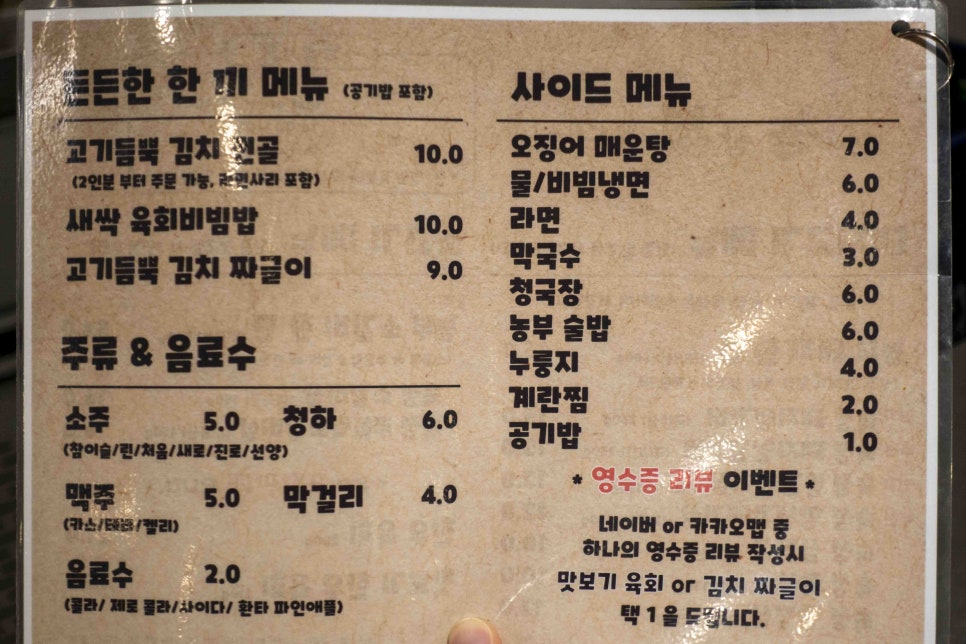 든든한 한 끼 메뉴 (공기밥 포함)
고기듬뿍 김치 전골 10.0
(2인분 부터 주문 가능, 라면사리 포함)
새싹 육회비빔밥 10.0
고기듬뿍 김치 짜글이 9.0
주류 & 음료수
소주 5.0 청하 6.0
(참이슬/린/처음/새로/진로/선양)
맥주 5.0 막걸리 4.0
(카스/테라/켈리)
음료수 2.0
(콜라/ 제로 콜라/사이다/ 환타 파인애플)
사이드 메뉴
오징어 매운탕 7.0
물/비빔냉면 6.0
라면 4.0
막국수 3.0
청국장 6.0
농부 술밥 6.0
누룽지 4.0
계란찜 2.0
공기밥 1.0
* 영수증 리뷰 이벤트 *
네이버 or 카카오맵 중
하나의 영수증 리뷰 작성시
맛보기 육회 or 김치 짜글이
택 1 을 드립니다.